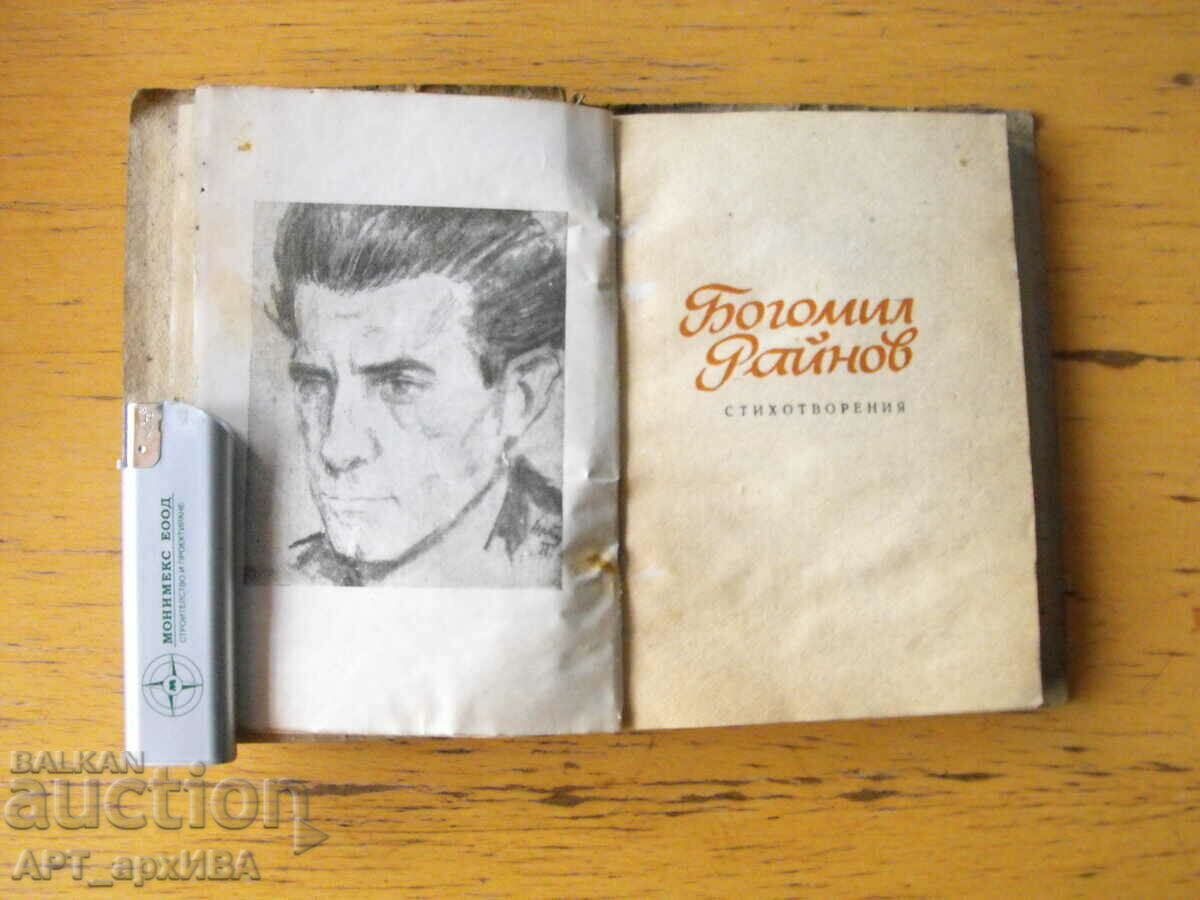 Богомил
Райнов
СТИХОТВОРЕНИЯ
МОНИМЕКС ЕООД
СТРОИТЕЛСТВО И ПРОЕКТИРАНЕ
M
BALKAN
auction
АРТ_архИВА